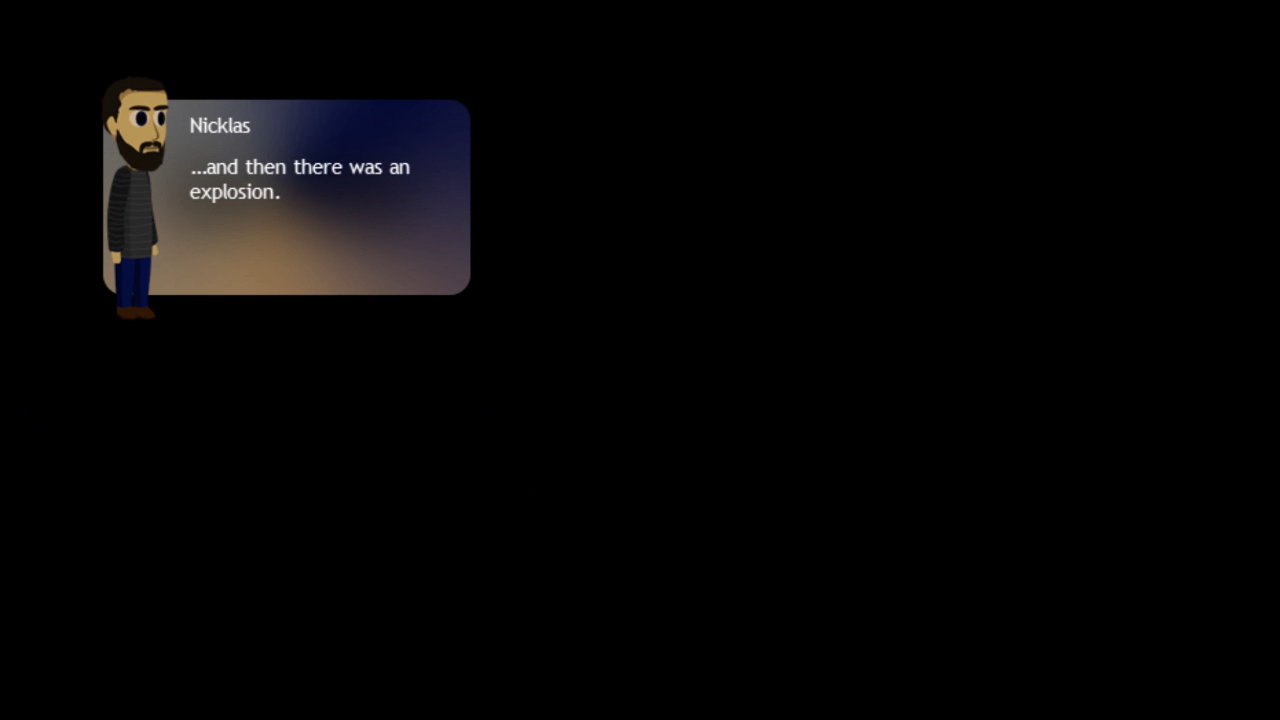 Nicklas
...and then there was an
explosion.